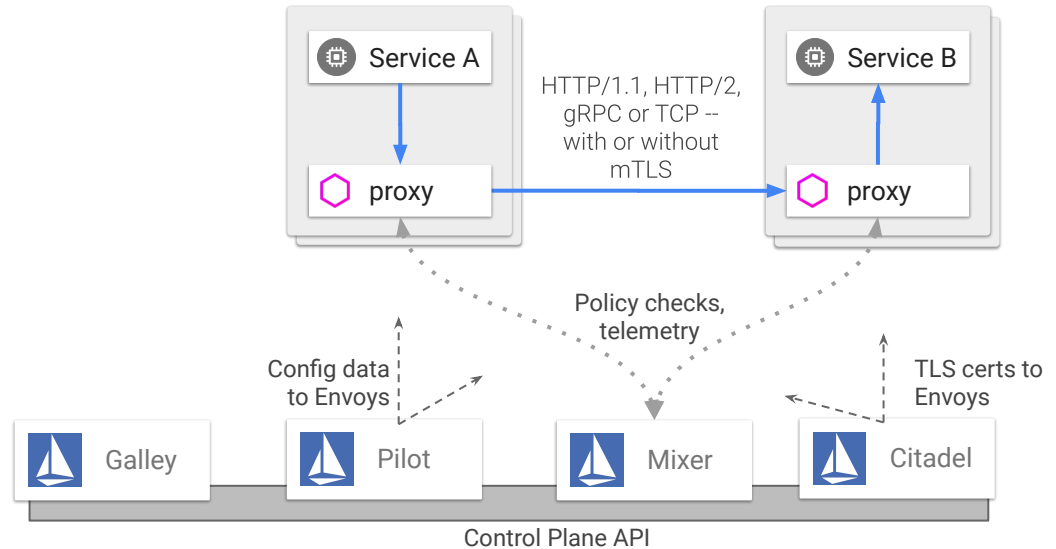 Service A
Service B
HTTP/1.1, HTTP/2,
gRPC or TCP --
with or without
mTLS
proxy
proxy
Policy checks,
telemetry
Config data
to Envoys
TLS certs to
Envoys
Galley
Pilot
Mixer
Citadel
Control Plane API